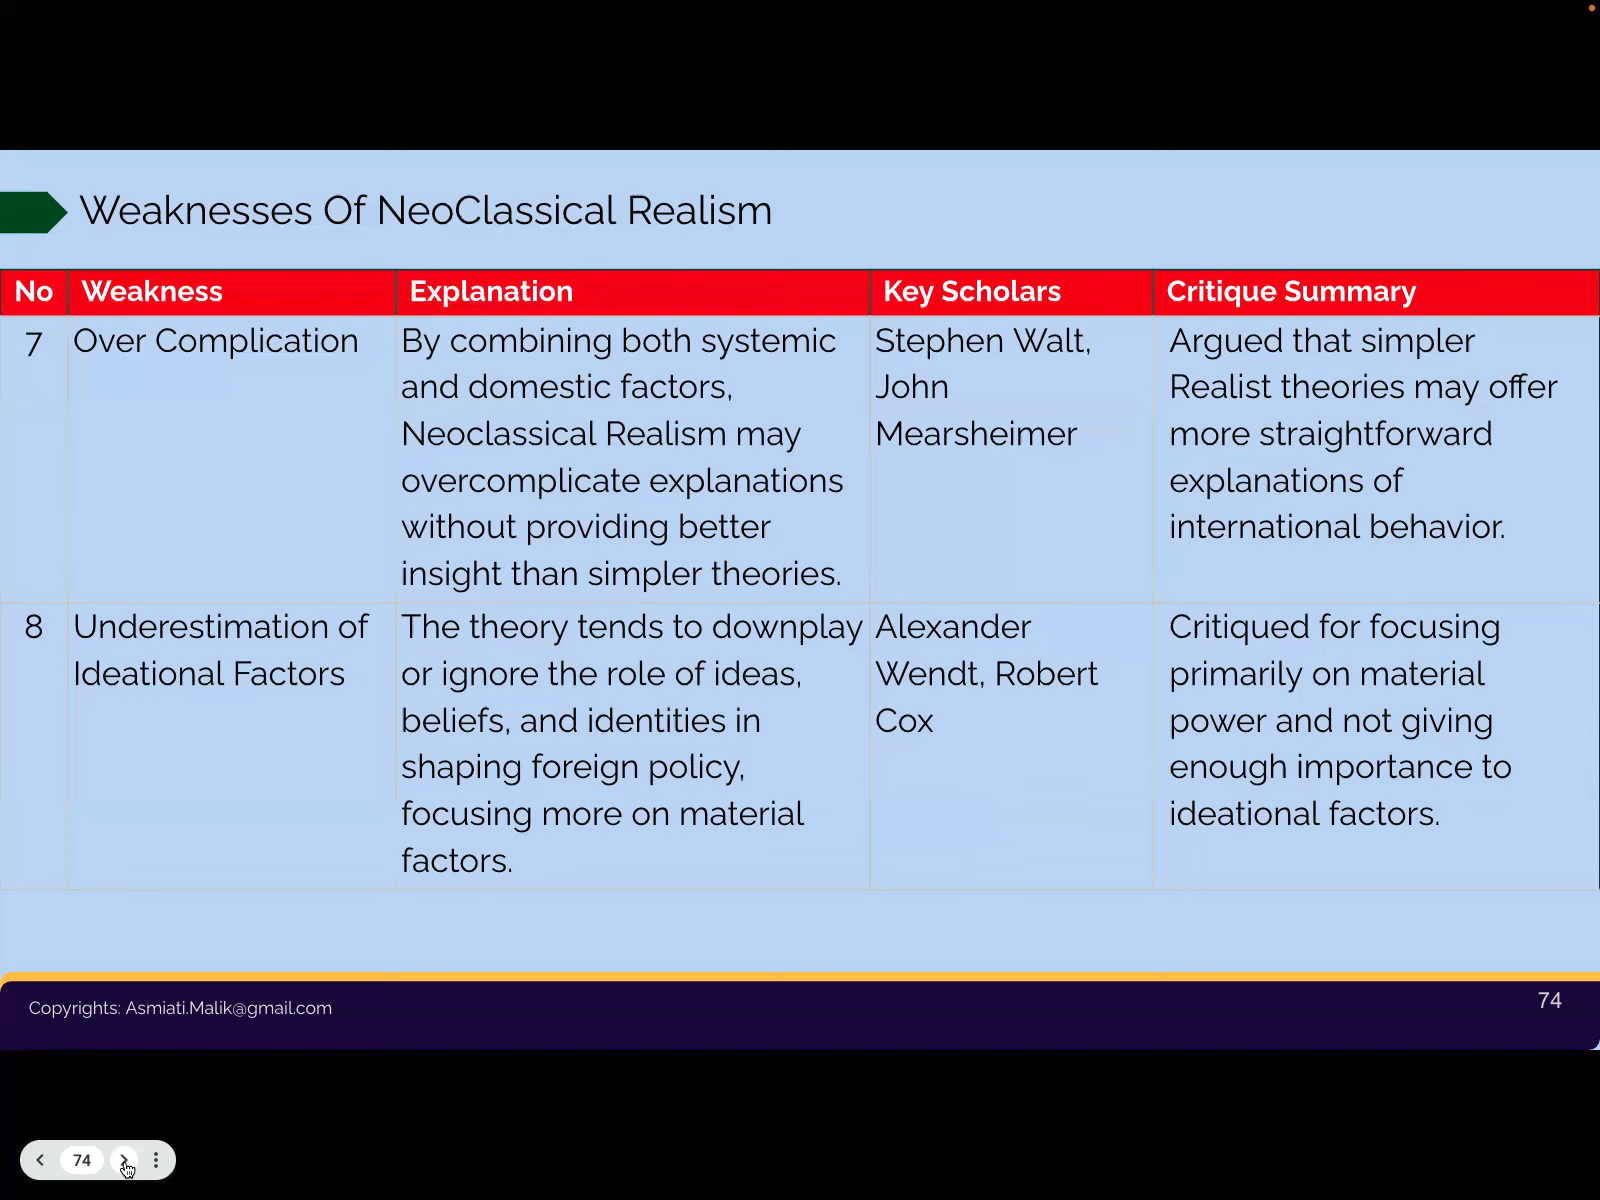 Weaknesses Of NeoClassical Realism
No Weakness Explanation Key Scholars Critique Summary
7 Over Complication By combining both systemic Stephen Walt, Argued that simpler
and domestic factors, John Realist theories may offer
Neoclassical Realism may Mearsheimer more straightforward
overcomplicate explanations explanations of
without providing better international behavior.
insight than simpler theories.
8 Underestimation of The theory tends to downplay Alexander Critiqued for focusing
Ideational Factors or ignore the role of ideas, Wendt, Robert primarily on material
beliefs, and identities in Cox power and not giving
shaping foreign policy, enough importance to
focusing more on material ideational factors.
factors.
Copyrights: Asmiati.Malik@gmail.com 74
74